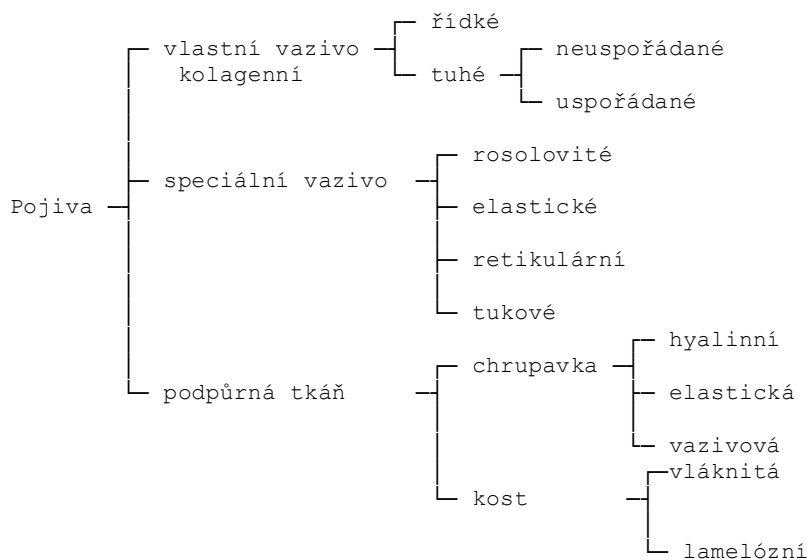 řídké
vlastní vazivo
neuspořádané
kolagenní
tuhé
uspořádané
rosolovité
speciální vazivo
Pojiva
elastické
retikulární
tukové
hyalinní
chrupavka
podpůrná tkáň
elastická
vazivová
vláknitá
kost
lamelózní